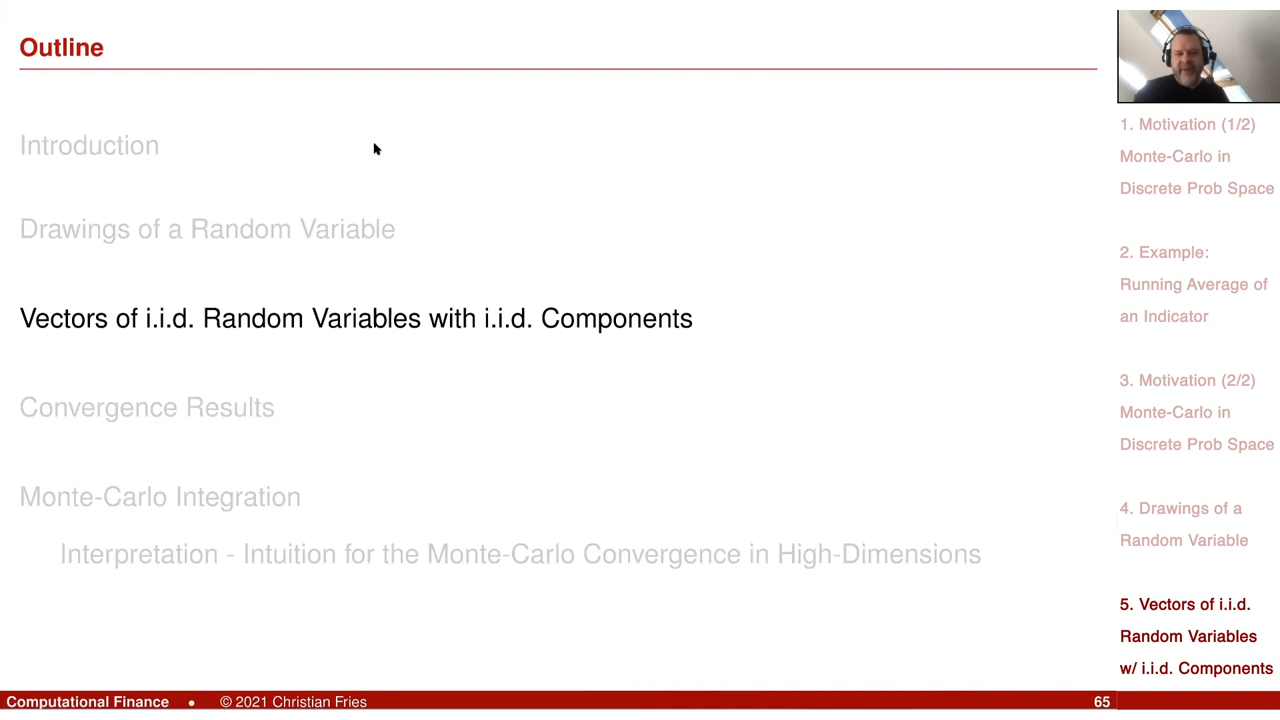 Outline
Introduction
Drawings of a Random Variable
Vectors of i.i.d. Random Variables with i.i.d. Components
Convergence Results
Monte-Carlo Integration
Interpretation - Intuition for the Monte-Carlo Convergence in High-Dimensions
1. Motivation (1/2)
Monte-Carlo in
Discrete Prob Space
2. Example:
Running Average of
an Indicator
3. Motivation (2/2)
Monte-Carlo in
Discrete Prob Space
4. Drawings of a
Random Variable
5. Vectors of i.i.d.
Random Variables
w/ i.i.d. Components
Computational Finance • © 2021 Christian Fries 65